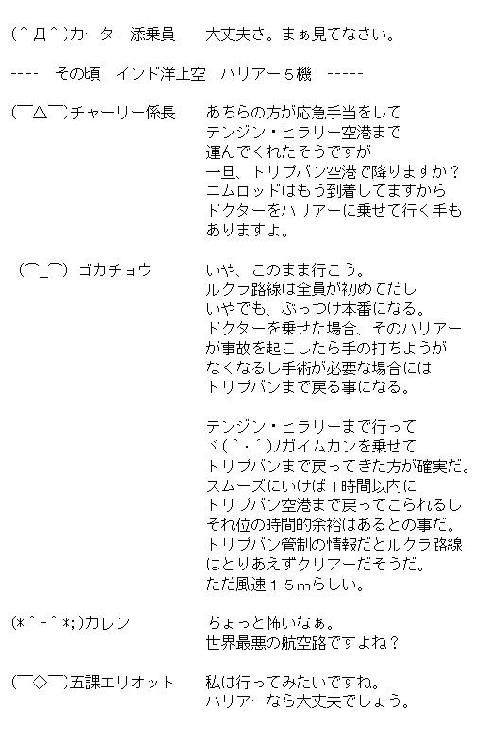 (＾Д＾)カータ 添乗員 大丈夫さ。まぁ見てなさい。
---- その頃 インド洋上空 ハリアー５機 -----
(￣△￣)チャーリー係長 あちらの方が応急手当をして
テンジン・ヒラリー空港まで
運んでくれたそうですが
一旦、トリプバン空港で降りますか？
ニムロッドはもう到着してますから
ドクターをハリアーに乗せて行く手も
ありますよ。
(⌒_⌒) ゴカチョウ いや、このまま行こう。
ルクラ路線は全員が初めてだし
いやでも、ぶっつけ本番になる。
ドクターを乗せた場合、そのハリアー
が事故を起こしたら手の打ちようが
なくなるし手術が必要な場合には
トリプバンまで戻る事になる。
テンジン・ヒラリーまで行って
ヾ(｀・´)ﾉガイムカンを乗せて
トリプバンまで戻ってきた方が確実だ。
スムーズにいけば１時間以内に
トリプバン空港まで戻ってこられるし
それ位の時間的余裕はあるとの事だ。
トリプバン管制の情報だとルクラ路線
にとりあえずクリアーだそうだ。
ただ風速１５ｍらしい。
(*＾-＾*;)カレン ちょっと怖いなぁ。
世界最悪の航空路ですよね？
(￣◇￣)五課エリオット 私は行ってみたいですね。
ハリアーなら大丈夫でしょう。